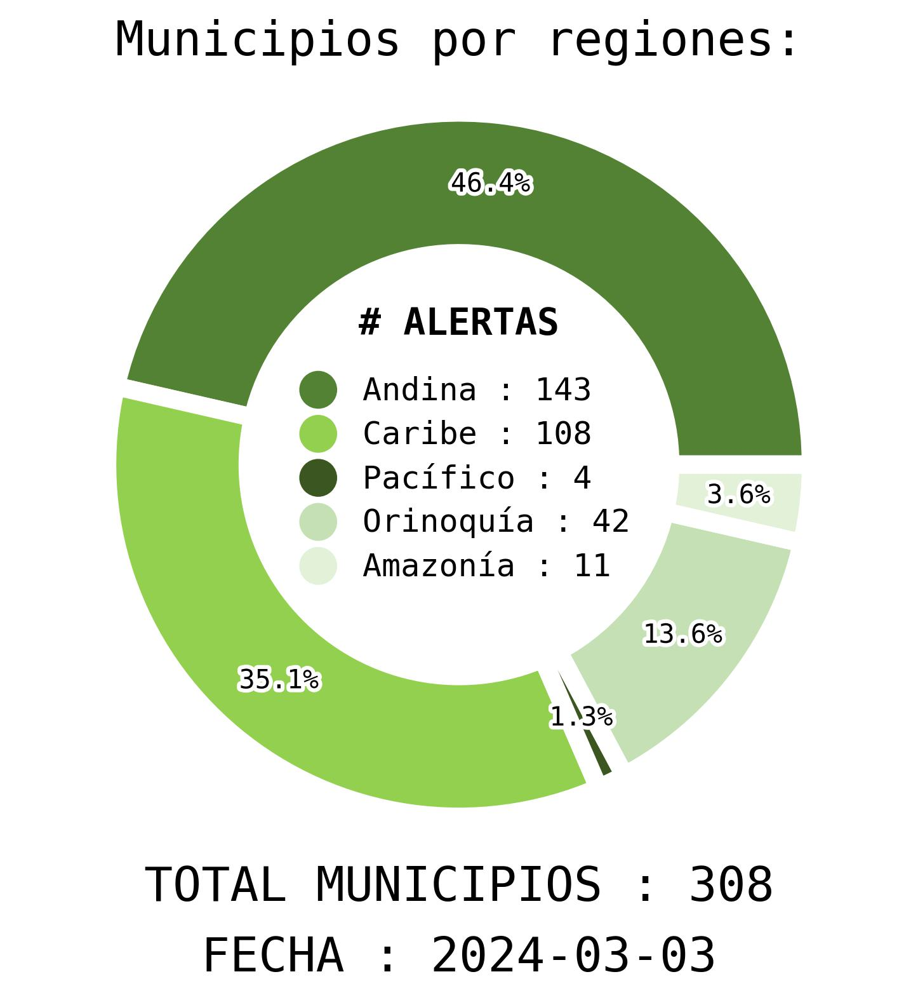 Municipios por regiones:
46.4%
# ALERTAS
Andina : 143
Caribe : 108
Pacífico : 4
Orinoquía : 42
Amazonía : 11
3.6%
13.6%
35.1%
1.3%
TOTAL MUNICIPIOS : 308
FECHA : 2024-03-03